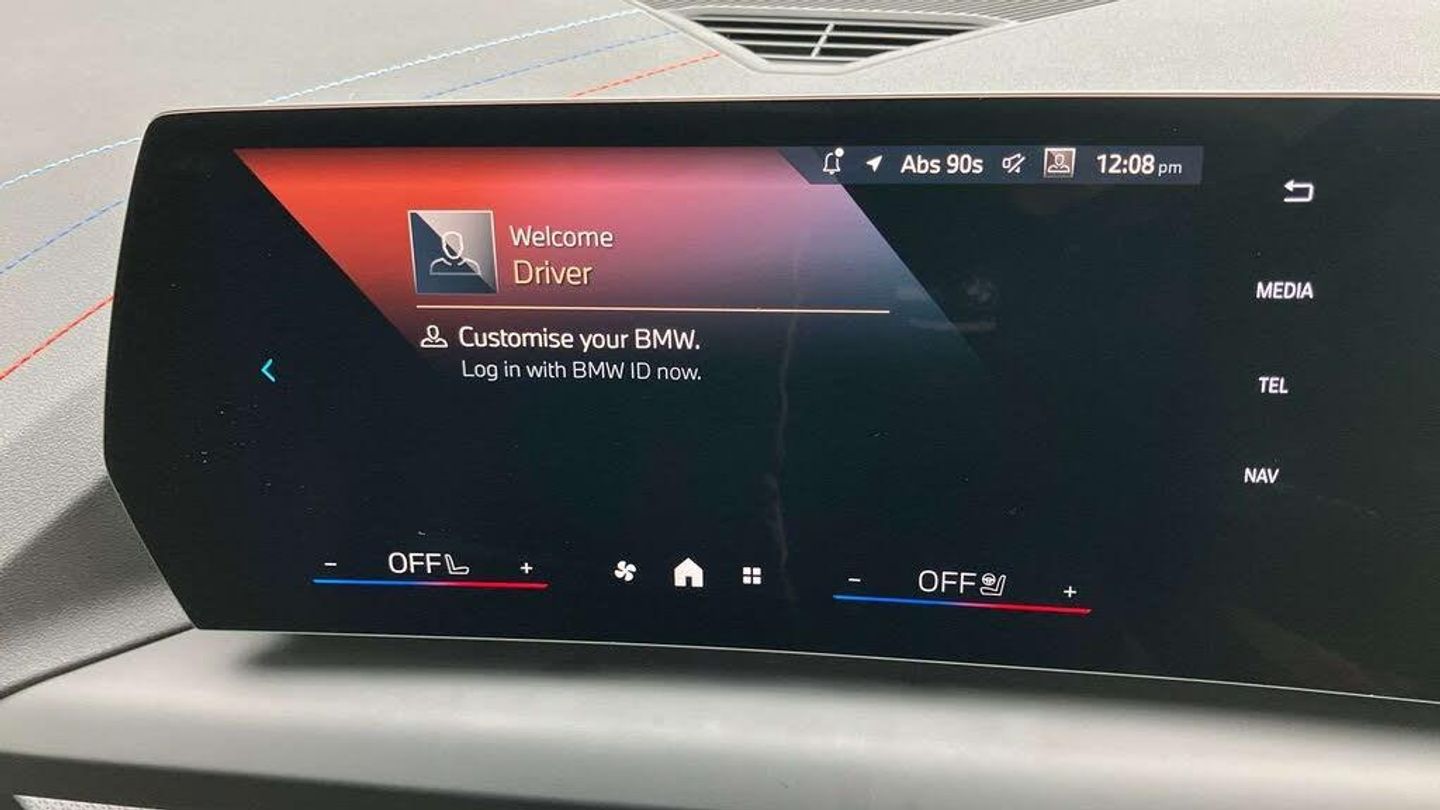 Abs 90s 12:08 pm
Welcome
Driver
Customise your BMW.
Log in with BMW ID now.
MEDIA
TEL
NAV
- OFF +
- OFF +